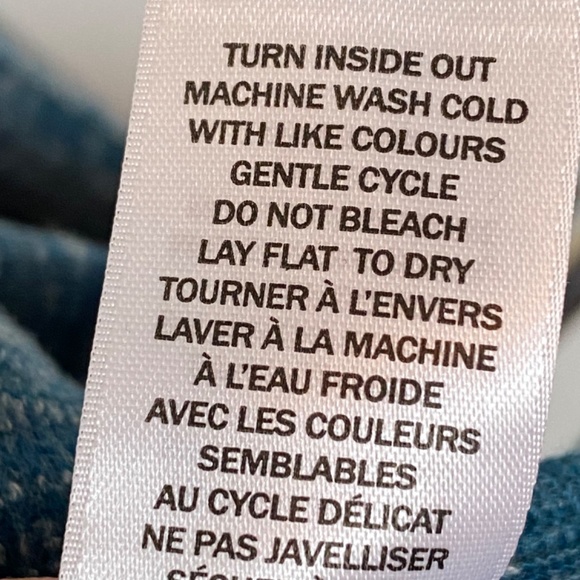 TURN INSIDE OUT
MACHINE WASH COLD
WITH LIKE COLOURS
GENTLE CYCLE
DO NOT BLEACH
LAY FLAT TO DRY
TOURNER À L'ENVERS
LAVER À LA MACHINE
À L'EAU FROIDE
AVEC LES COULEURS
SEMBLABLES
AU CYCLE DÉLICAT
NE PAS JAVELLISER